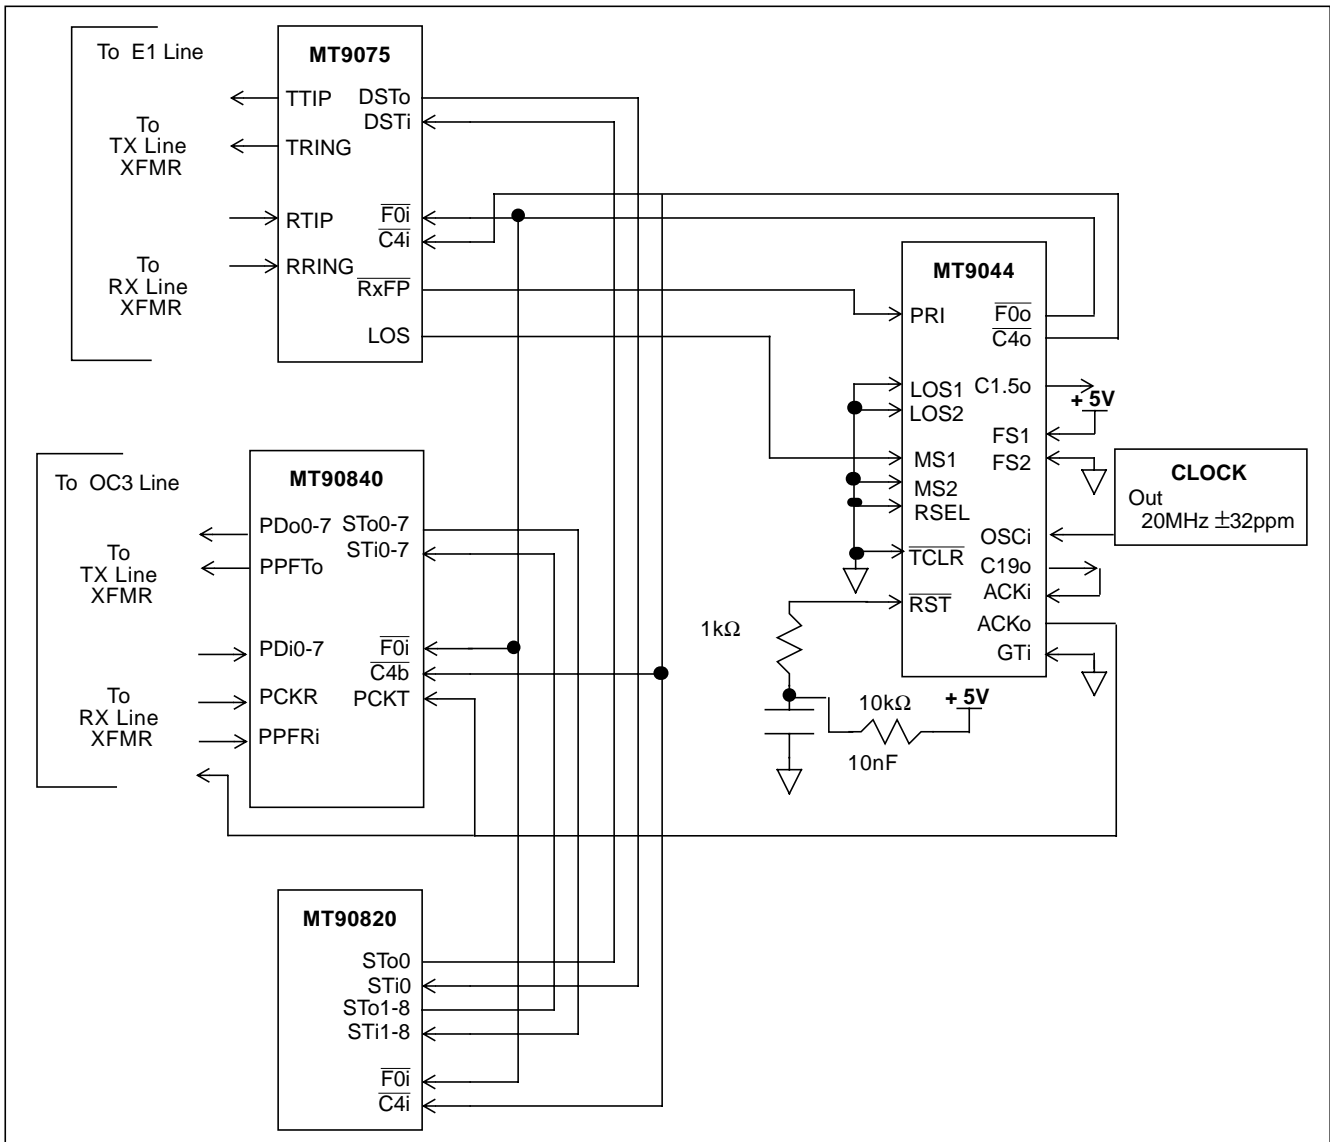 To E1 Line
MT9075
TTIP
DSTo
DSTi
To
TX Line
XFMR
TRING
RTIP
F0i
C4i
To
RX Line
XFMR
RRING
RxFP
LOS
MT9044
PRI
F0o
C4o
LOS1
LOS2
C1.5o
+ 5V
FS1
FS2
MS1
MS2
RSEL
TCLR
RST
OSCi
C19o
ACKi
ACKo
GTi
CLOCK
Out
20MHz ±32ppm
To OC3 Line
MT90840
PDo0-7
STo0-7
STi0-7
To
TX Line
XFMR
PPFTo
PDi0-7
F0i
C4b
PCKT
To
RX Line
XFMR
PCKR
PPFRi
1kΩ
10kΩ
+ 5V
10nF
MT90820
STo0
STi0
STo1-8
STi1-8
F0i
C4i